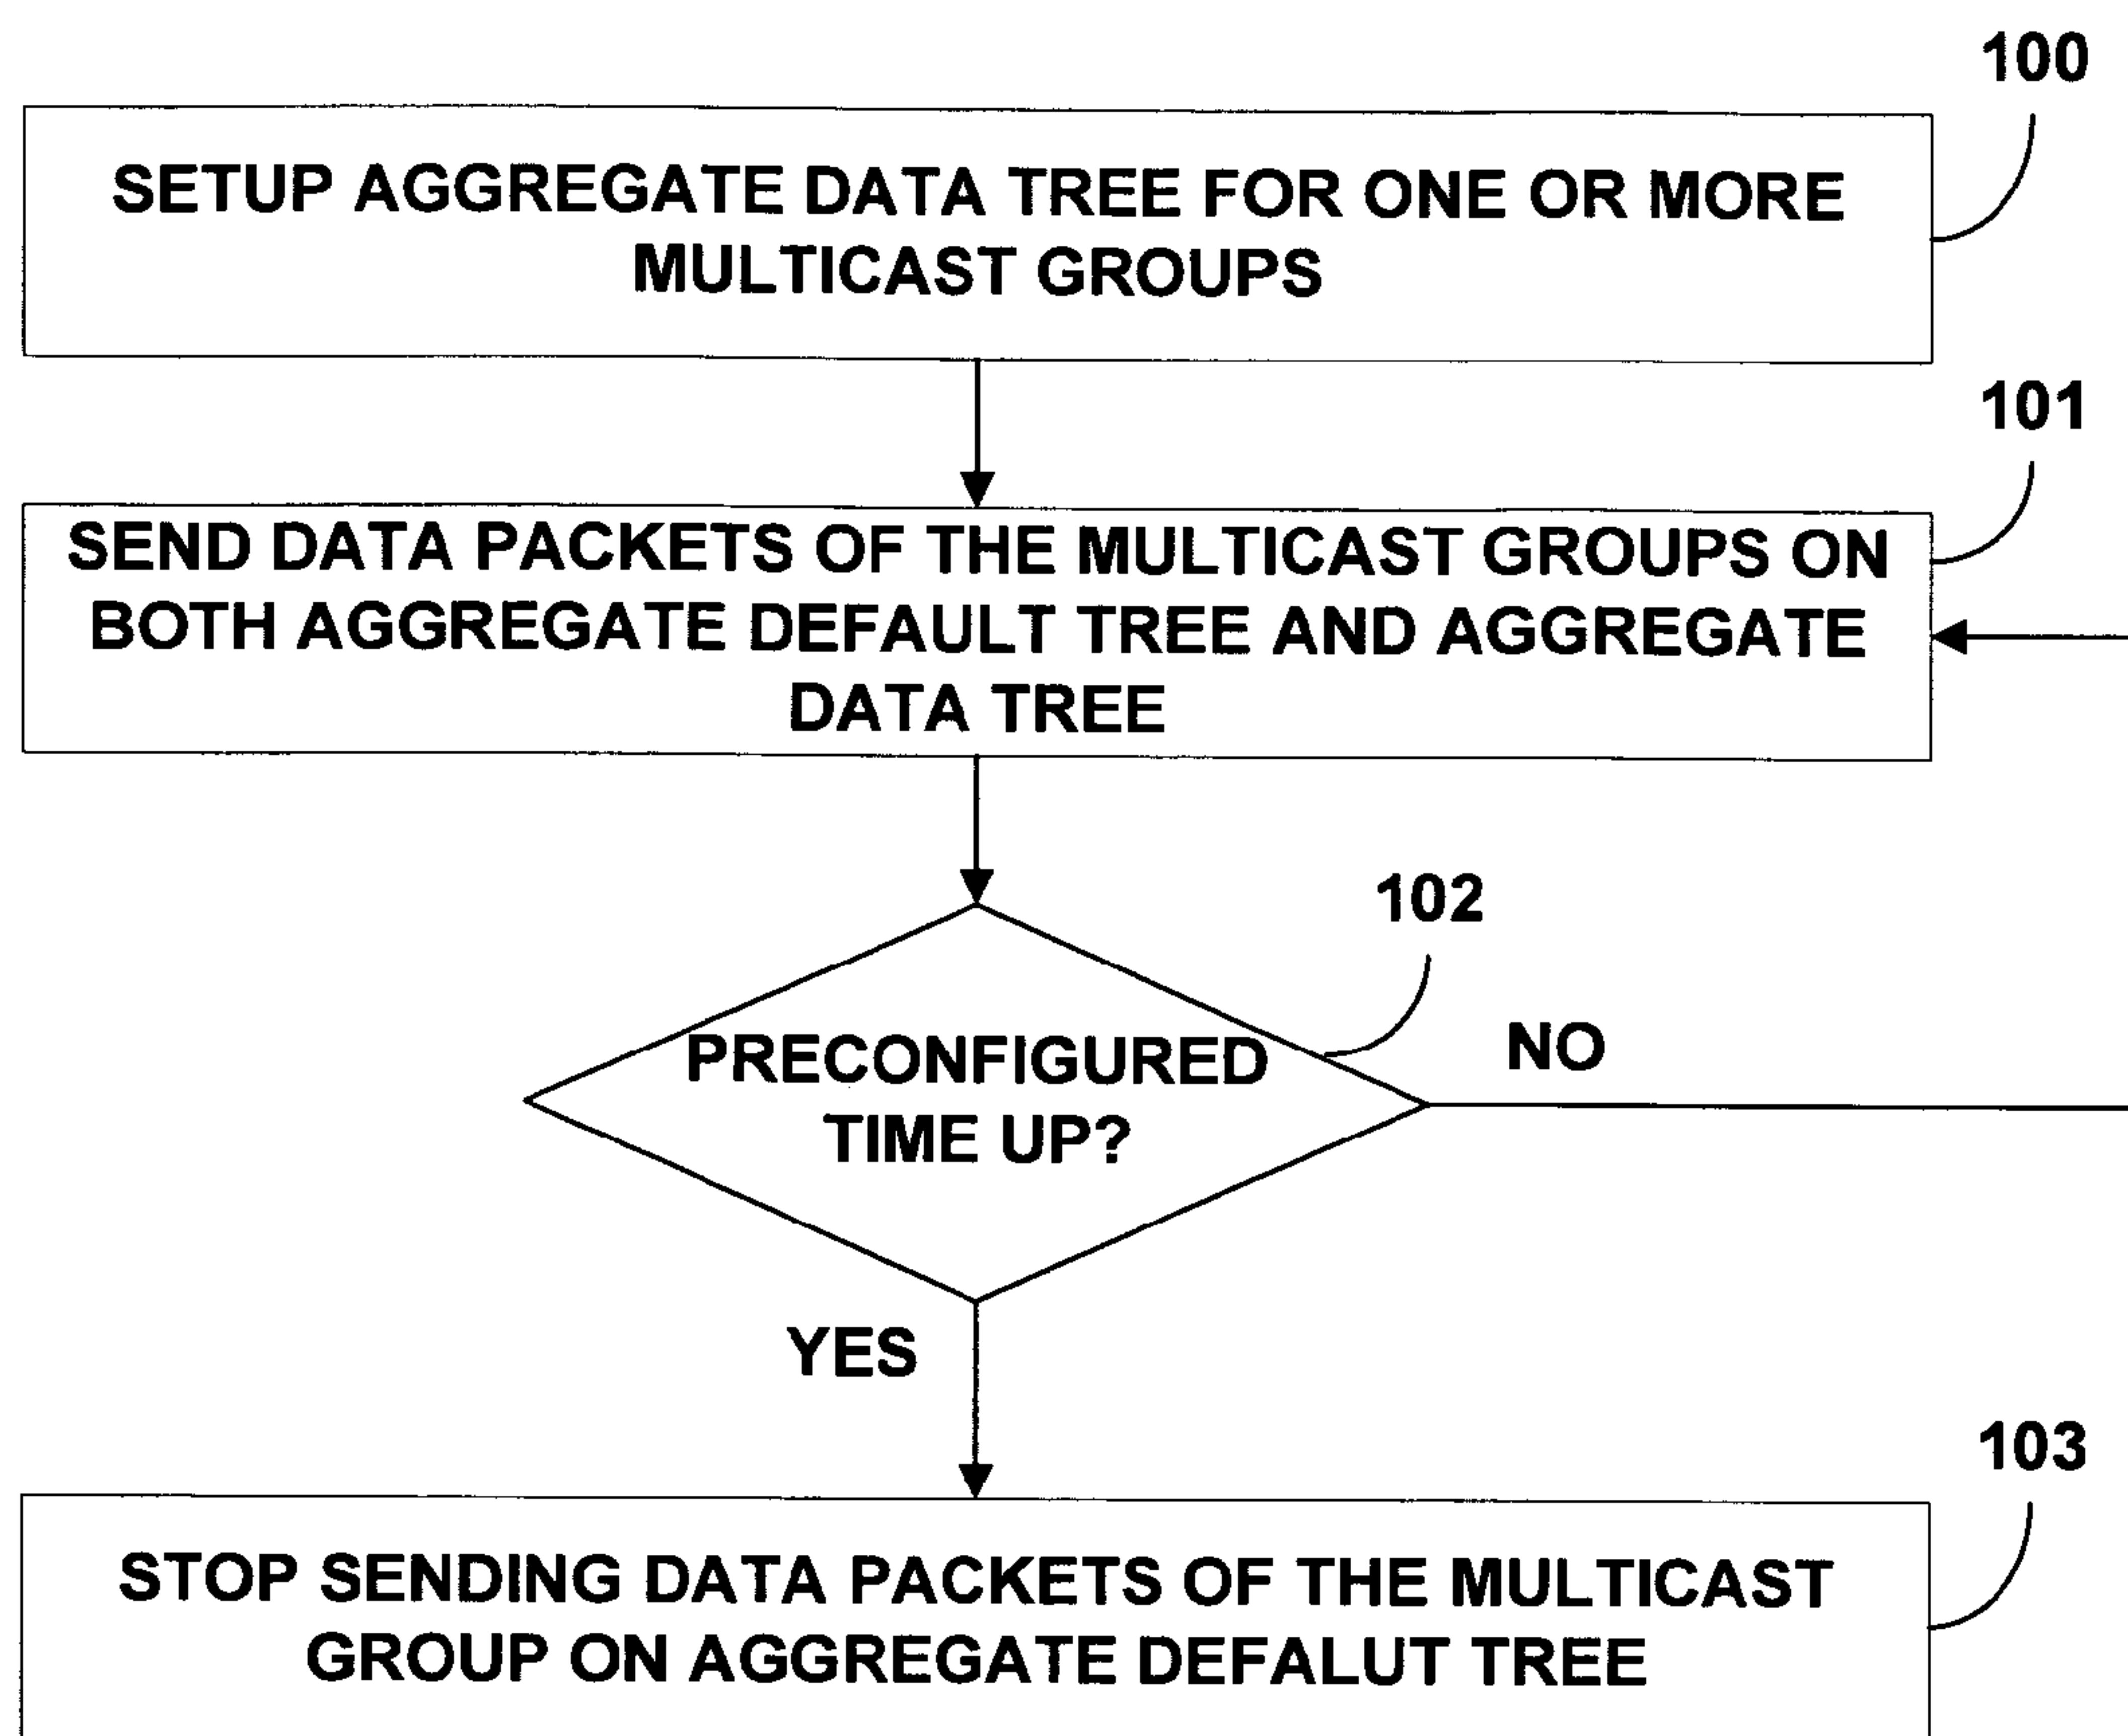 100
SETUP AGGREGATE DATA TREE FOR ONE OR MORE
MULTICAST GROUPS
101
SEND DATA PACKETS OF THE MULTICAST GROUPS ON
BOTH AGGREGATE DEFAULT TREE AND AGGREGATE
DATA TREE
102
PRECONFIGURED
TIME UP?
NO
YES
103
STOP SENDING DATA PACKETS OF THE MULTICAST
GROUP ON AGGREGATE DEFALUT TREE